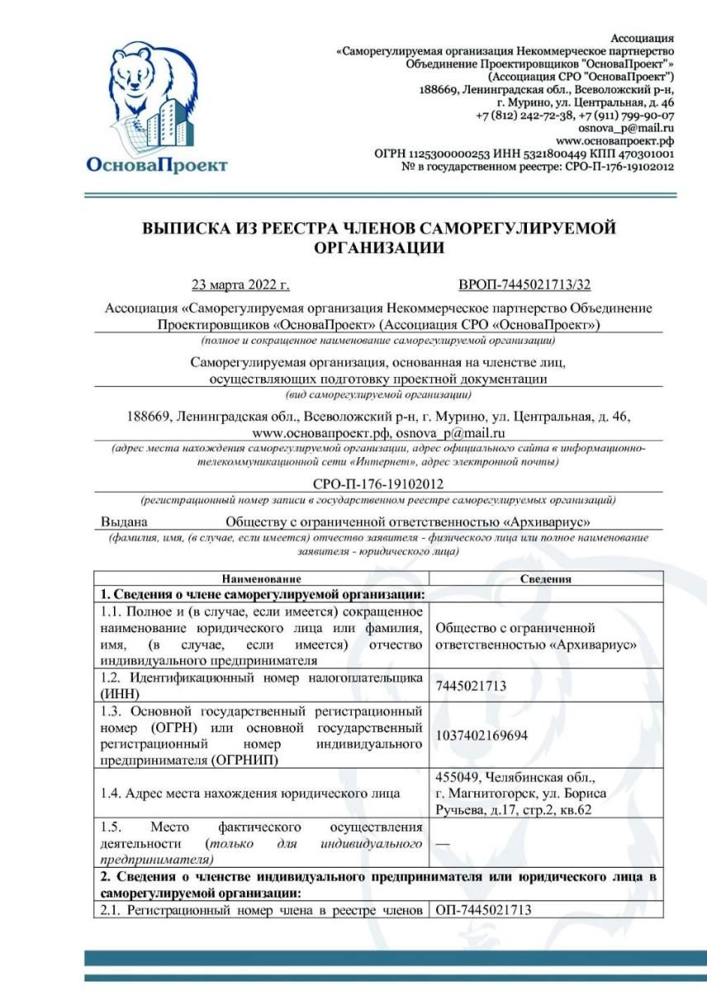 ОсноваПроект
Ассоциация
«Саморегулируемая организация Некоммерческое партнерство
Объединение Проектировщиков "ОсноваПроект"»
(Ассоциация СРО "ОсноваПроект")
188669, Ленинградская обл., Всеволожский р-н,
г. Мурино, ул. Центральная, д. 46
+7 (812) 242-72-38, +7 (911) 799-90-07
osnova_p@mail.ru
www.основапроект.рф
ОГРН 1125300000253 ИНН 5321800449 КПП 470301001
№ в государственном реестре: СРО-П-176-19102012
ВЫПИСКА ИЗ РЕЕСТРА ЧЛЕНОВ САМОРЕГУЛИРУЕМОЙ
ОРГАНИЗАЦИИ
23 марта 2022 г. ВРОП-7445021713/32
Ассоциация «Саморегулируемая организация Некоммерческое партнерство Объединение
Проектировщиков «ОсноваПроект» (Ассоциация СРО «ОсноваПроект»)
(полное и сокращенное наименование саморегулируемой организации)
Саморегулируемая организация, основанная на членстве лиц,
осуществляющих подготовку проектной документации
(вид саморегулируемой организации)
188669, Ленинградская обл., Всеволожский р-н, г. Мурино, ул. Центральная, д. 46,
www.основапроект.рф, osnova_p@mail.ru
(адрес места нахождения саморегулируемой организации, адрес официального сайта в информационно-
телекоммуникационной сети «Интернет», адрес электронной почты)
СРО-П-176-19102012
(регистрационный номер записи в государственном реестре саморегулируемых организаций)
Выдана Обществу с ограниченной ответственностью «Архивариус»
(фамилия, имя, (в случае, если имеется) отчество заявителя - физического лица или полное наименование
заявителя - юридического лица)
Наименование Сведения
1. Сведения о члене саморегулируемой организации:
1.1. Полное и (в случае, если имеется) сокращенное
наименование юридического лица или фамилия,
имя, (в случае, если имеется) отчество
индивидуального предпринимателя
Общество с ограниченной
ответственностью «Архивариус»
1.2. Идентификационный номер налогоплательщика
(ИНН)
7445021713
1.3. Основной государственный регистрационный
номер (ОГРН) или основной государственный
регистрационный номер индивидуального
предпринимателя (ОГРНИП)
1037402169694
1.4. Адрес места нахождения юридического лица
455049, Челябинская обл.,
г. Магнитогорск, ул. Бориса
Ручьева, д.17, стр.2, кв.62
1.5. Место фактического осуществления
деятельности (только для индивидуального
предпринимателя)
—
2. Сведения о членстве индивидуального предпринимателя или юридического лица в
саморегулируемой организации:
2.1. Регистрационный номер члена в реестре членов ОП-7445021713